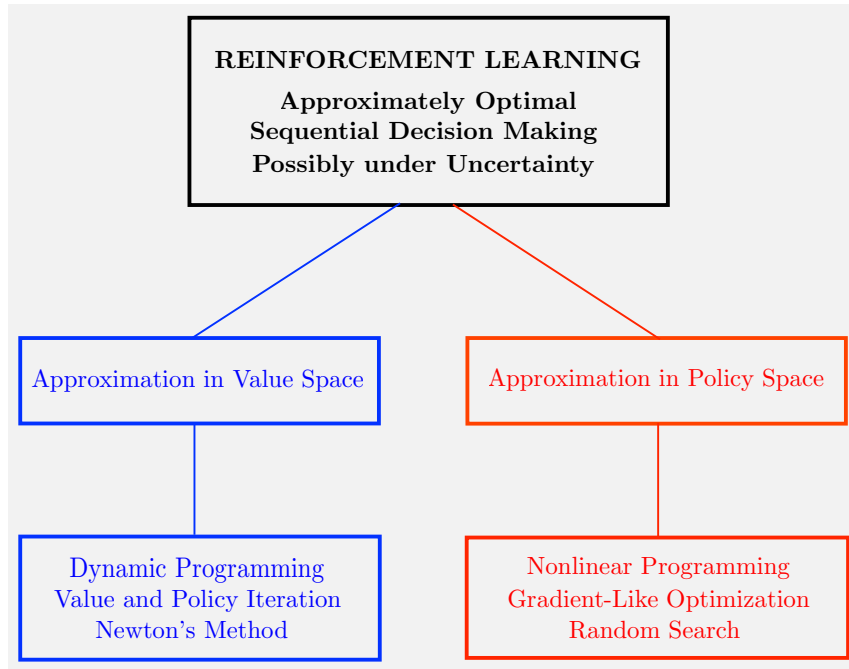 REINFORCEMENT LEARNING
Approximately Optimal
Sequential Decision Making
Possibly under Uncertainty
Approximation in Value Space
Approximation in Policy Space
Dynamic Programming
Value and Policy Iteration
Newton's Method
Nonlinear Programming
Gradient-Like Optimization
Random Search